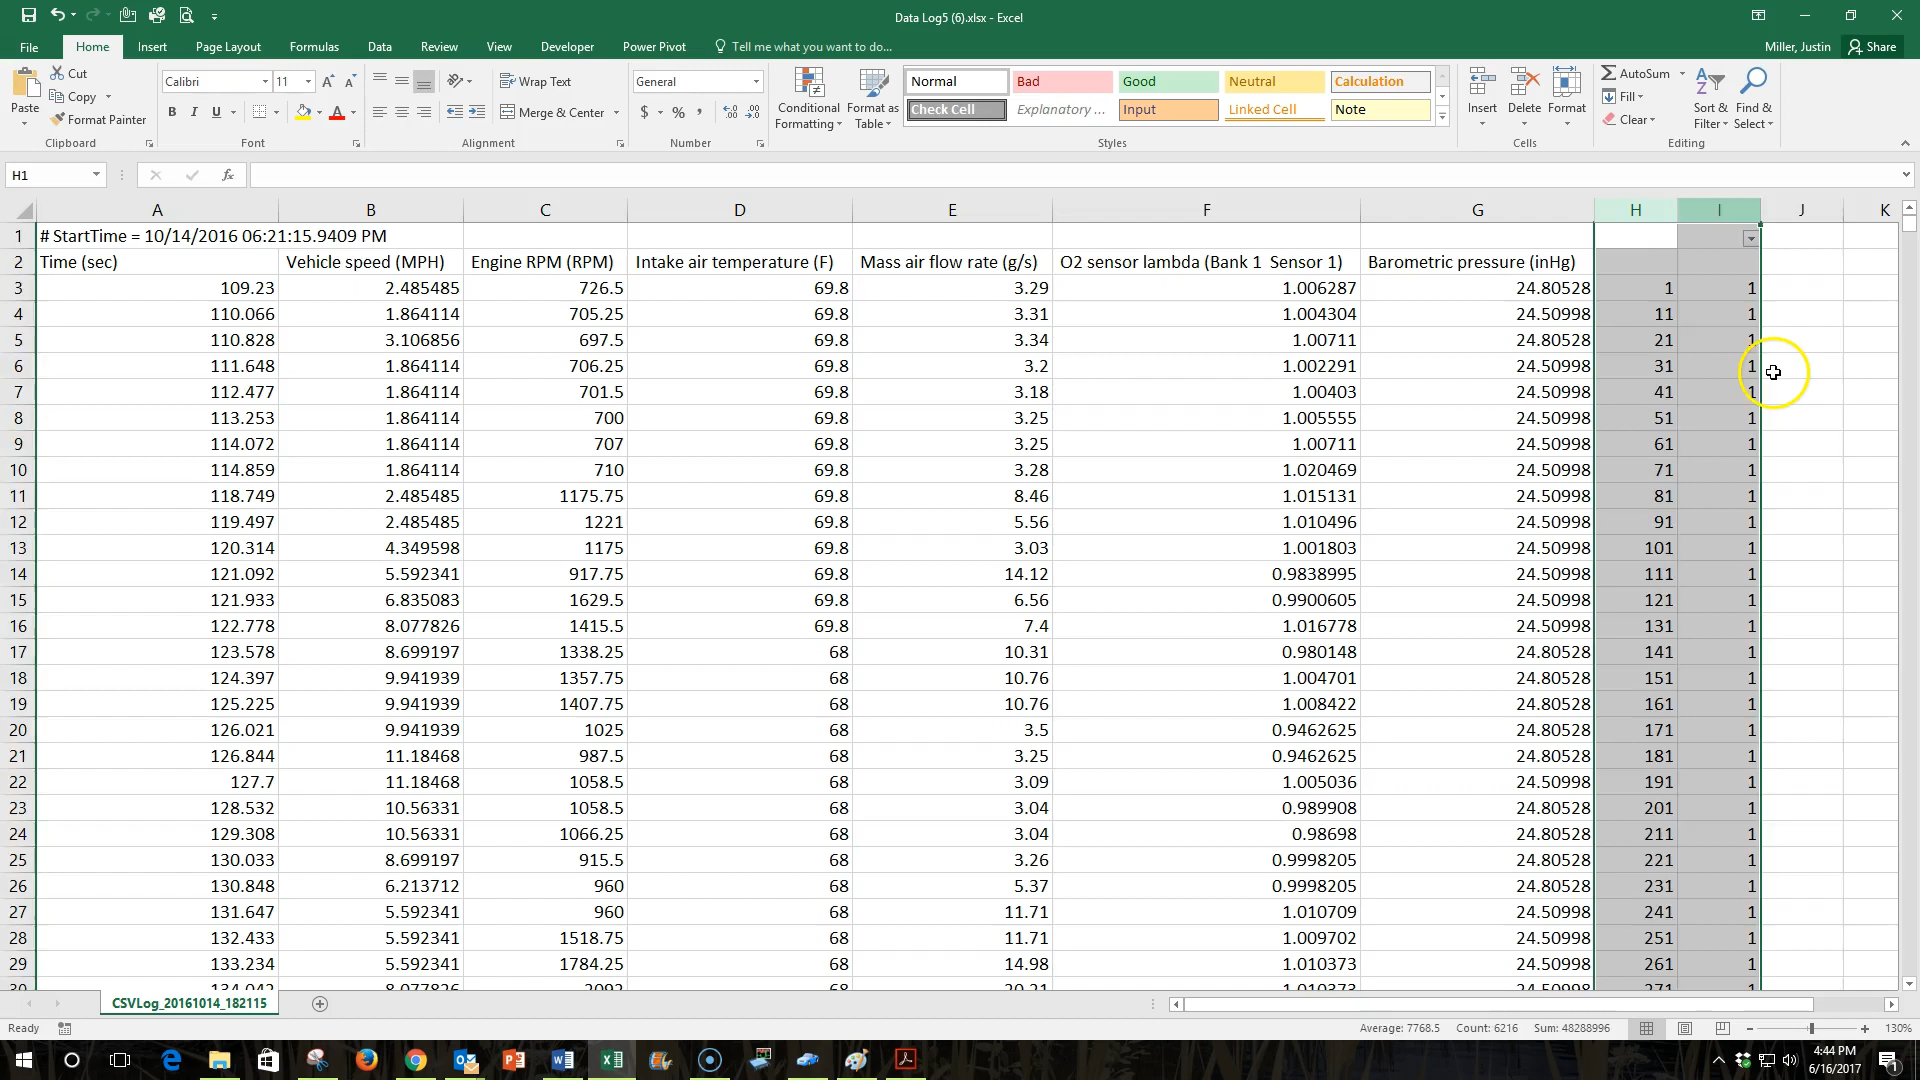 Data Log5 (6).xlsx - Excel
File Home Insert Page Layout Formulas Data Review View Developer Power Pivot Tell me what you want to do... Miller, Justin Share
Paste Cut Copy Format Painter
Clipboard
Calibri 11
B I U
Font
Wrap Text
Merge & Center
Alignment
General
$ % ,
Number
Conditional Formatting
Format as Table
Normal Bad Good Neutral Calculation
Check Cell Explanatory ... Input Linked Cell Note
Styles
Insert Delete Format
Cells
AutoSum
Fill
Clear
Sort & Filter
Find & Select
Editing
H1 fx
A B C D E F G H I J K
1 # StartTime = 10/14/2016 06:21:15.9409 PM
2 Time (sec) Vehicle speed (MPH) Engine RPM (RPM) Intake air temperature (F) Mass air flow rate (g/s) O2 sensor lambda (Bank 1 Sensor 1) Barometric pressure (inHg)
3 109.23 2.485485 726.5 69.8 3.29 1.006287 24.80528 1 1
4 110.066 1.864114 705.25 69.8 3.31 1.004304 24.50998 11 1
5 110.828 3.106856 697.5 69.8 3.34 1.00711 24.80528 21 1
6 111.648 1.864114 706.25 69.8 3.2 1.002291 24.50998 31 1
7 112.477 1.864114 701.5 69.8 3.18 1.00403 24.50998 41 1
8 113.253 1.864114 700 69.8 3.25 1.005555 24.50998 51 1
9 114.072 1.864114 707 69.8 3.25 1.00711 24.50998 61 1
10 114.859 1.864114 710 69.8 3.28 1.020469 24.50998 71 1
11 118.749 2.485485 1175.75 69.8 8.46 1.015131 24.50998 81 1
12 119.497 2.485485 1221 69.8 5.56 1.010496 24.50998 91 1
13 120.314 4.349598 1175 69.8 3.03 1.001803 24.50998 101 1
14 121.092 5.592341 917.75 69.8 14.12 0.9838995 24.50998 111 1
15 121.933 6.835083 1629.5 69.8 6.56 0.9900605 24.50998 121 1
16 122.778 8.077826 1415.5 69.8 7.4 1.016778 24.50998 131 1
17 123.578 8.699197 1338.25 68 10.31 0.980148 24.80528 141 1
18 124.397 9.941939 1357.75 68 10.76 1.004701 24.80528 151 1
19 125.225 9.941939 1407.75 68 10.76 1.008422 24.80528 161 1
20 126.021 9.941939 1025 68 3.5 0.9462625 24.80528 171 1
21 126.844 11.18468 987.5 68 3.25 0.9462625 24.80528 181 1
22 127.7 11.18468 1058.5 68 3.09 1.005036 24.50998 191 1
23 128.532 10.56331 1058.5 68 3.04 0.989908 24.80528 201 1
24 129.308 10.56331 1066.25 68 3.04 0.98698 24.80528 211 1
25 130.033 8.699197 915.5 68 3.26 0.9998205 24.80528 221 1
26 130.848 6.213712 960 68 5.37 0.9998205 24.80528 231 1
27 131.647 5.592341 960 68 11.71 1.010709 24.50998 241 1
28 132.433 5.592341 1518.75 68 11.71 1.009702 24.50998 251 1
29 133.234 5.592341 1784.25 68 14.98 1.010373 24.50998 261 1
30 134.042 8.077826 2092 68 20.21 1.010373 24.50998 271 1
CSVLog_20161014_182115
Ready Average: 7768.5 Count: 6216 Sum: 48288996 130%
4:44 PM
6/16/2017